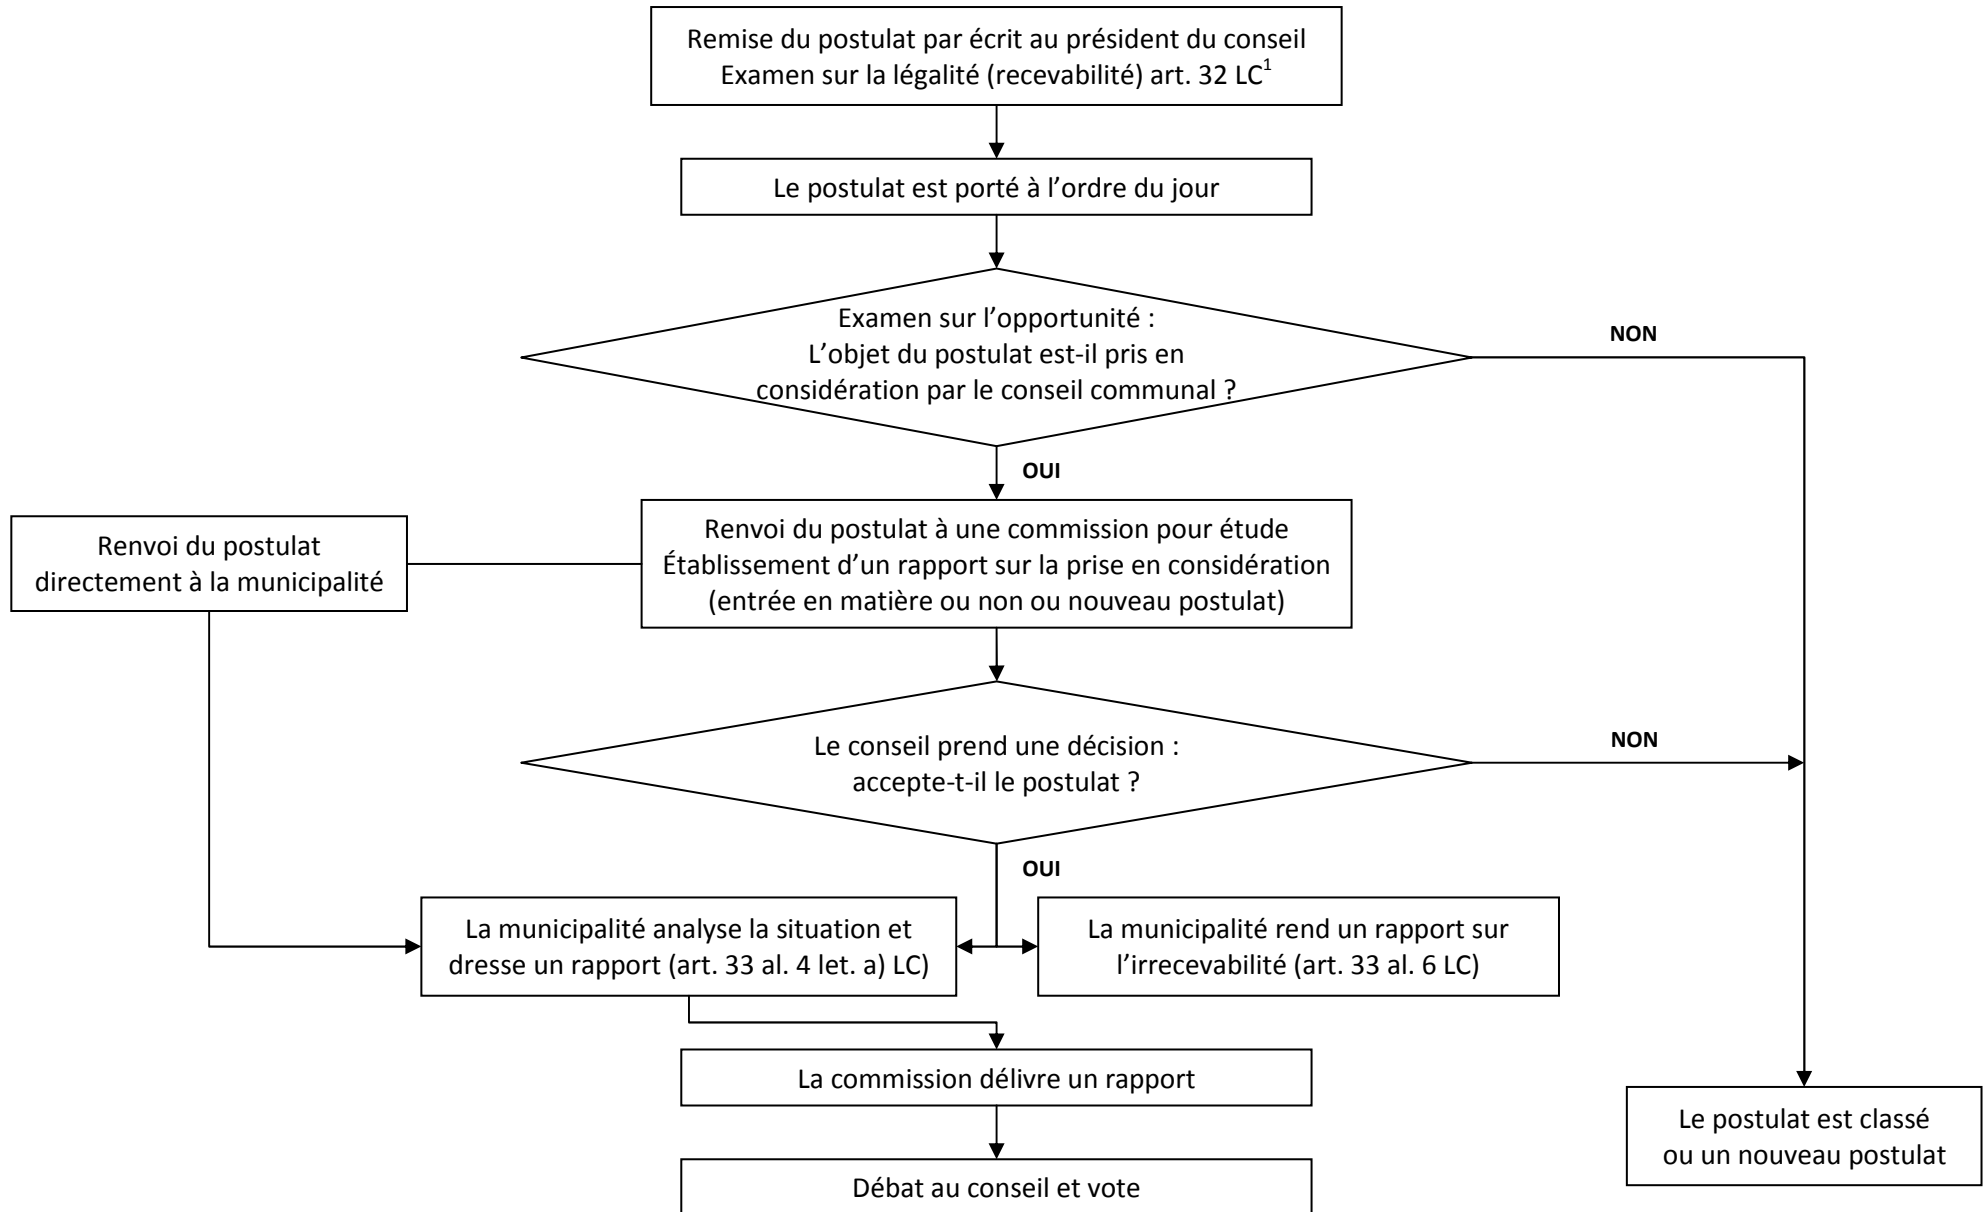 Remise du postulat par écrit au président du conseil
Examen sur la légalité (recevabilité) art. 32 LC¹
Le postulat est porté à l’ordre du jour
Examen sur l’opportunité :
L’objet du postulat est-il pris en
considération par le conseil communal ?
NON
OUI
Renvoi du postulat
directement à la municipalité
Renvoi du postulat à une commission pour étude
Établissement d’un rapport sur la prise en considération
(entrée en matière ou non ou nouveau postulat)
Le conseil prend une décision :
accepte-t-il le postulat ?
NON
OUI
La municipalité analyse la situation et
dresse un rapport (art. 33 al. 4 let. a) LC)
La municipalité rend un rapport sur
l’irrecevabilité (art. 33 al. 6 LC)
La commission délivre un rapport
Le postulat est classé
ou un nouveau postulat
Débat au conseil et vote